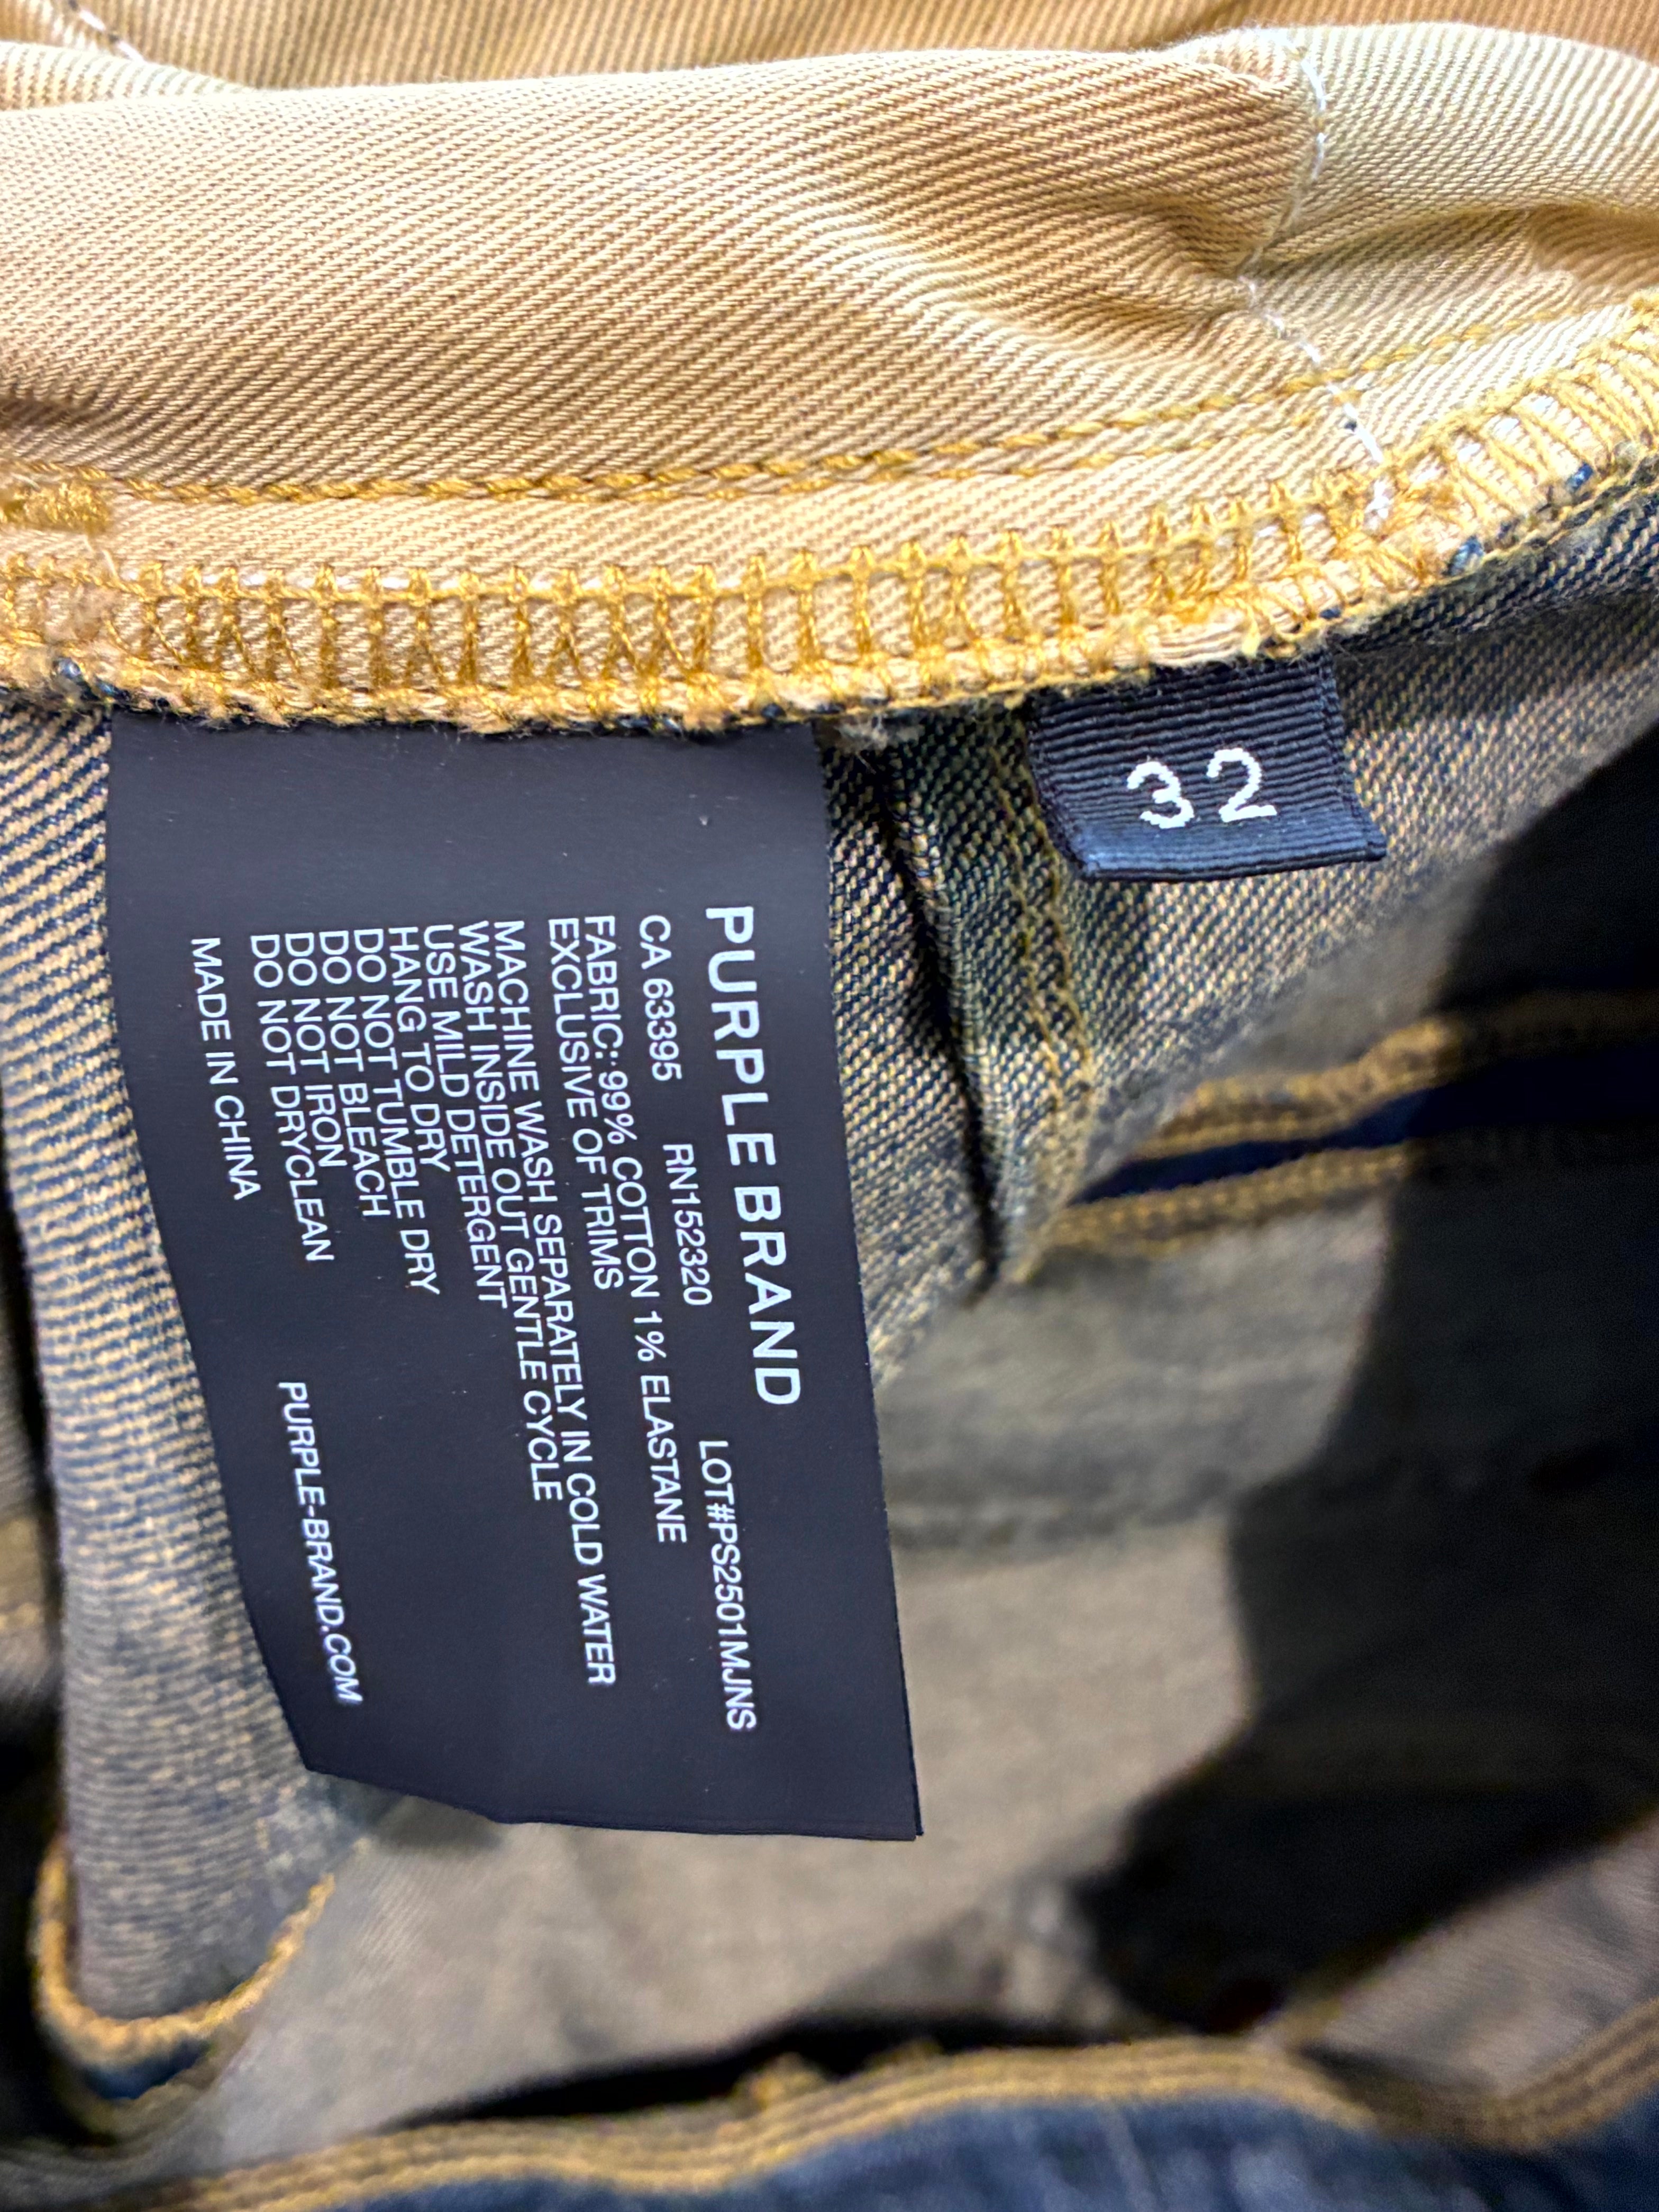 32
PURPLE BRAND
CA 63395 RN152320 LOT#PS2501MJNS
FABRIC: 99% COTTON 1% ELASTANE
EXCLUSIVE OF TRIMS
MACHINE WASH SEPARATELY IN COLD WATER
WASH INSIDE OUT GENTLE CYCLE
USE MILD DETERGENT
HANG TO DRY
DO NOT TUMBLE DRY
DO NOT BLEACH
DO NOT IRON
DO NOT DRYCLEAN
MADE IN CHINA PURPLE-BRAND.COM